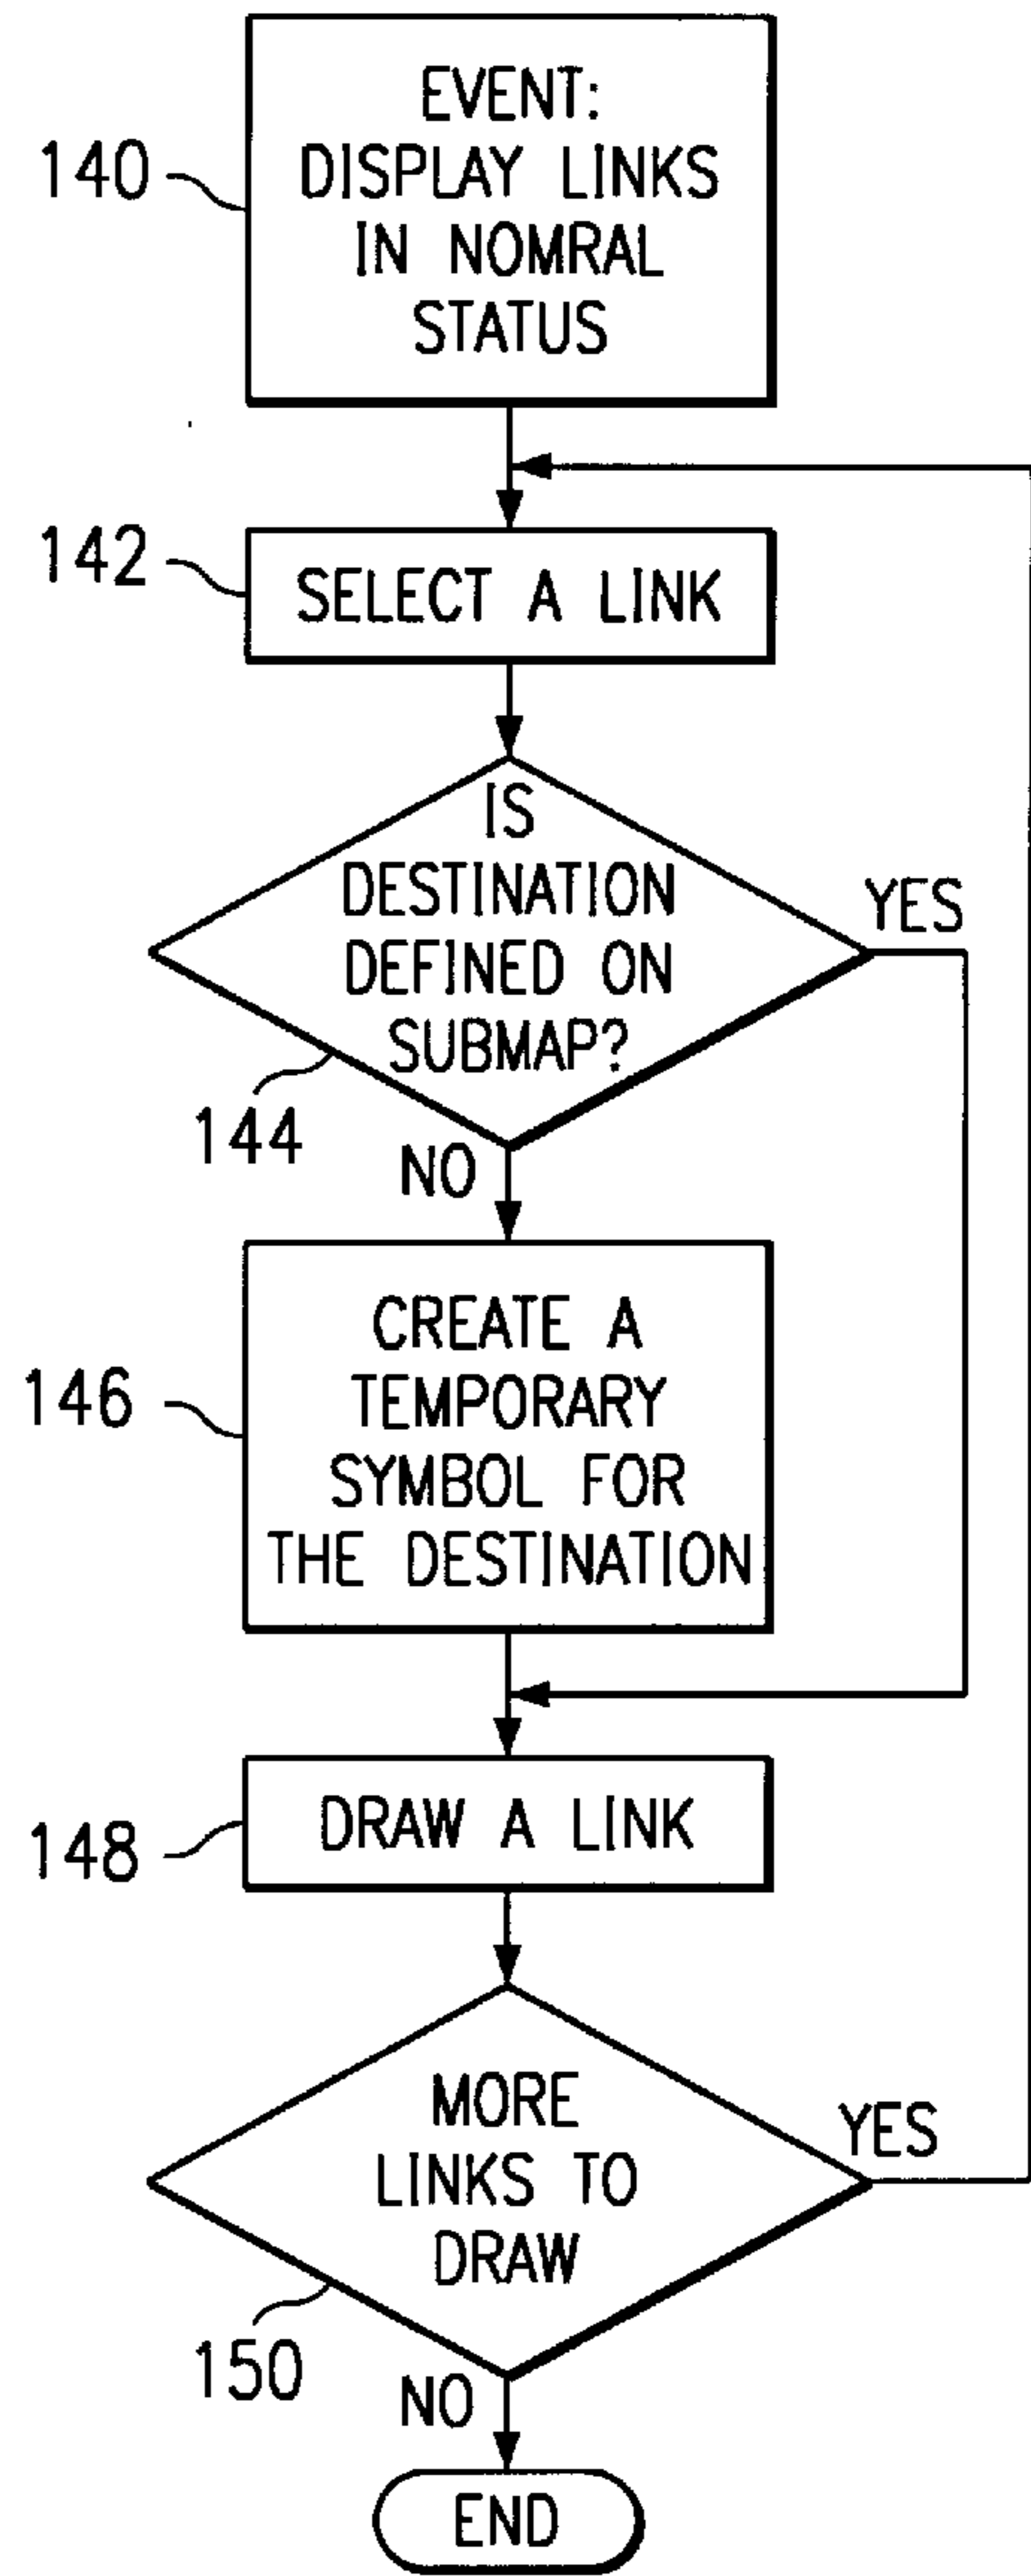 EVENT:
DISPLAY LINKS
IN NOMRAL
STATUS
140
142
SELECT A LINK
IS
DESTINATION
DEFINED ON
SUBMAP?
YES
144
NO
CREATE A
TEMPORARY
SYMBOL FOR
THE DESTINATION
146
148
DRAW A LINK
MORE
LINKS TO
DRAW
YES
150
NO
END